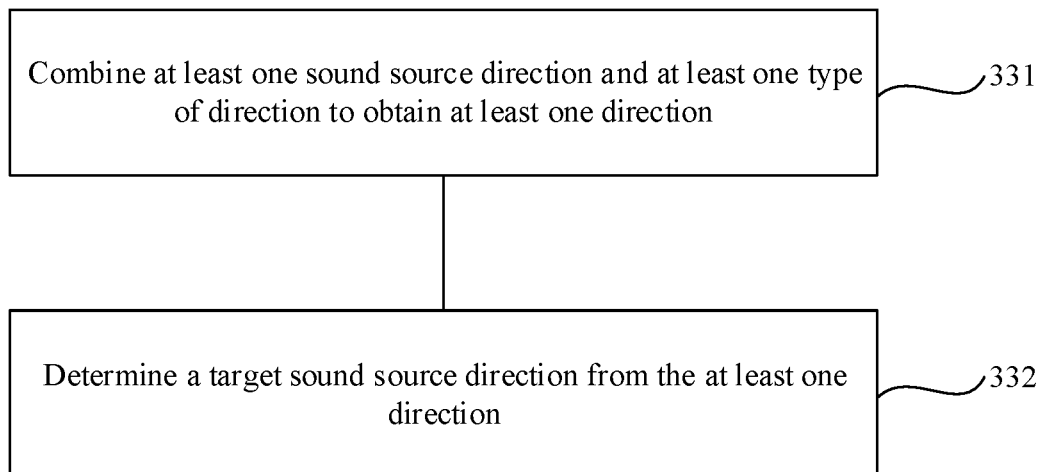 Combine at least one sound source direction and at least one type
of direction to obtain at least one direction
331
Determine a target sound source direction from the at least one
direction
332